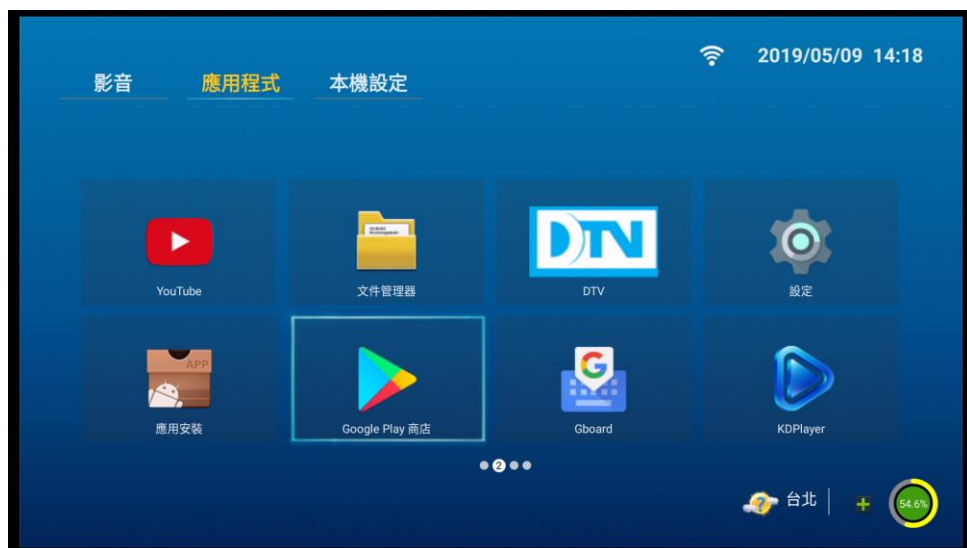 2019/05/09 14:18
影音 應用程式 本機設定
DTV
YouTube 文件管理器 DTV 設定
APP
G
應用安裝 Google Play 商店 Gboard KDPlayer
2
? 台北 + 54.6%